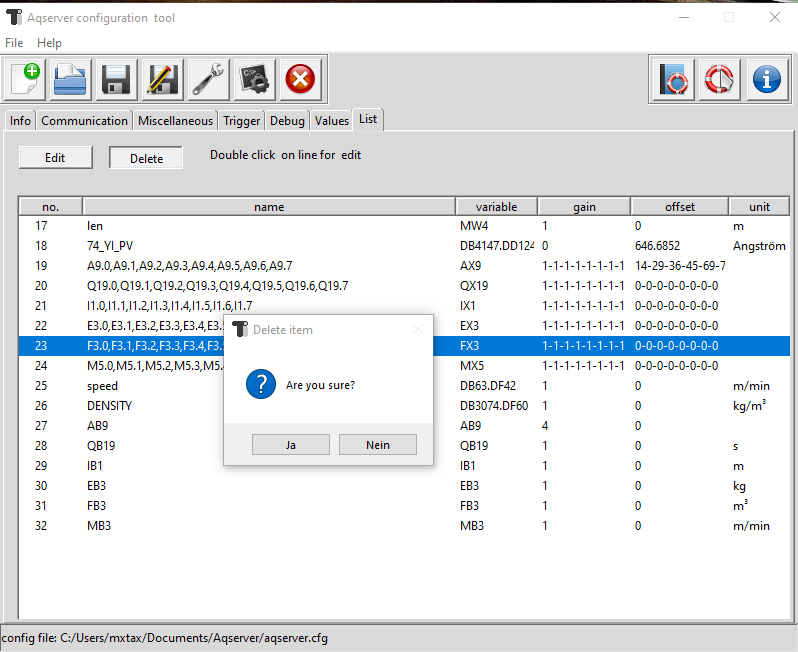 Aqserver configuration tool
File Help
Info Communication Miscellaneous Trigger Debug Values List
Edit Delete Double click on line for edit
no. name variable gain offset unit
17 len MW4 1 0 m
18 74_YI_PV DB4147.DD124 0 646.6852 Angström
19 A9.0,A9.1,A9.2,A9.3,A9.4,A9.5,A9.6,A9.7 AX9 1-1-1-1-1-1-1-1 14-29-36-45-69-7
20 Q19.0,Q19.1,Q19.2,Q19.3,Q19.4,Q19.5,Q19.6,Q19.7 QX19 1-1-1-1-1-1-1-1 0-0-0-0-0-0-0-0
21 I1.0,I1.1,I1.2,I1.3,I1.4,I1.5,I1.6,I1.7 IX1 1-1-1-1-1-1-1-1 0-0-0-0-0-0-0-0
22 E3.0,E3.1,E3.2,E3.3,E3.4,E3. EX3 1-1-1-1-1-1-1-1 0-0-0-0-0-0-0-0
23 F3.0,F3.1,F3.2,F3.3,F3.4,F3. FX3 1-1-1-1-1-1-1-1 0-0-0-0-0-0-0-0
24 M5.0,M5.1,M5.2,M5.3,M5. MX5 1-1-1-1-1-1-1-1 0-0-0-0-0-0-0-0
25 speed DB63.DF42 1 0 m/min
26 DENSITY DB3074.DF60 1 0 kg/m³
27 AB9 AB9 4 0
28 QB19 QB19 1 0 s
29 IB1 IB1 1 0 m
30 EB3 EB3 1 0 kg
31 FB3 FB3 1 0 m³
32 MB3 MB3 1 0 m/min
Delete item
Are you sure?
Ja Nein
config file: C:/Users/mxtax/Documents/Aqserver/aqserver.cfg